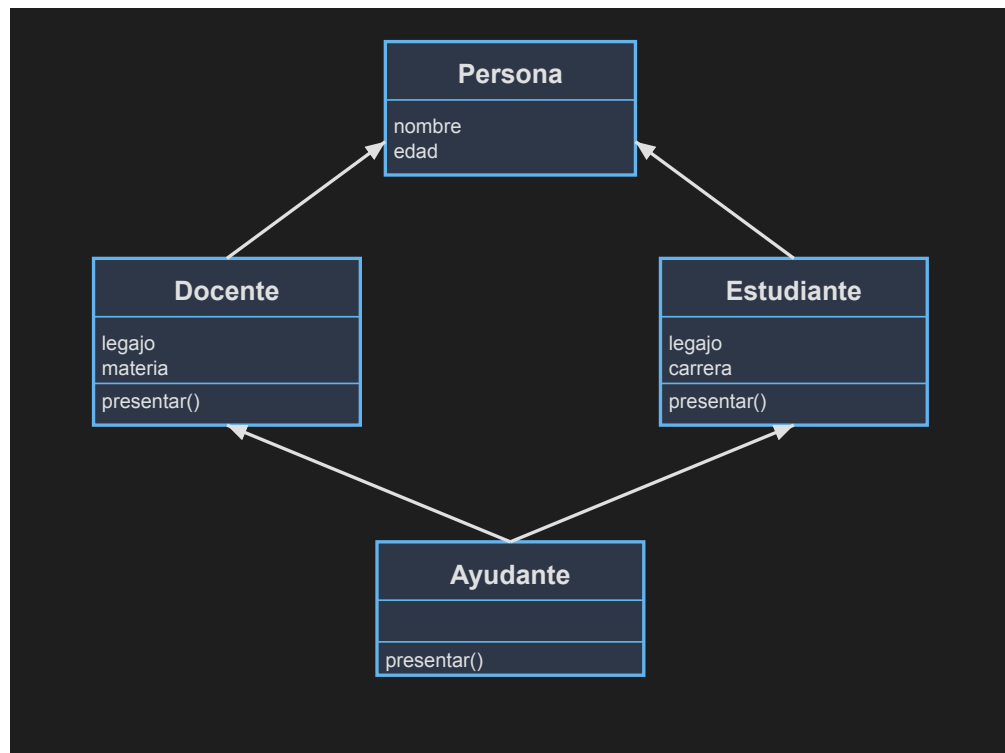 Persona
nombre
edad
Docente
legajo
materia
presentar()
Estudiante
legajo
carrera
presentar()
Ayudante
presentar()